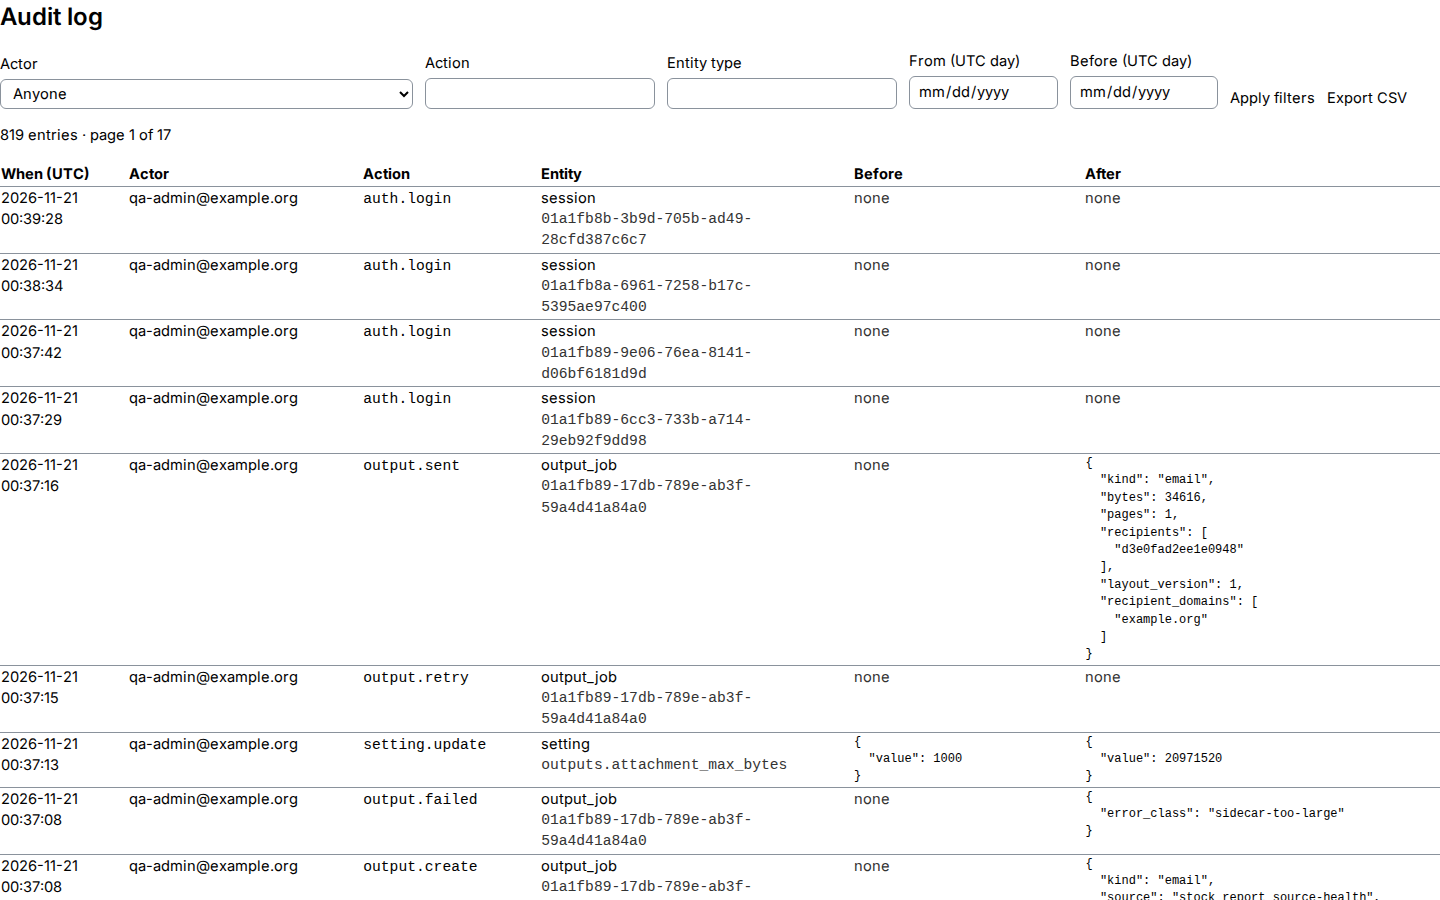 Audit log
Actor
Action
Entity type
From (UTC day)
Before (UTC day)
Anyone
mm/dd/yyyy
mm/dd/yyyy
Apply filters
Export CSV
819 entries · page 1 of 17
When (UTC) Actor Action Entity Before After
2026-11-21 qa-admin@example.org auth.login session none none
00:39:28 01a1fb8b-3b9d-705b-ad49-
28cfd387c6c7
2026-11-21 qa-admin@example.org auth.login session none none
00:38:34 01a1fb8a-6961-7258-b17c-
5395ae97c400
2026-11-21 qa-admin@example.org auth.login session none none
00:37:42 01a1fb89-9e06-76ea-8141-
d06bf6181d9d
2026-11-21 qa-admin@example.org auth.login session none none
00:37:29 01a1fb89-6cc3-733b-a714-
29eb92f9dd98
2026-11-21 qa-admin@example.org output.sent output_job none {
00:37:16 01a1fb89-17db-789e-ab3f- "kind": "email",
59a4d41a84a0 "bytes": 34616,
"pages": 1,
"recipients": [
"d3e0fad2ee1e0948"
],
"layout_version": 1,
"recipient_domains": [
"example.org"
]
}
2026-11-21 qa-admin@example.org output.retry output_job none none
00:37:15 01a1fb89-17db-789e-ab3f-
59a4d41a84a0
2026-11-21 qa-admin@example.org setting.update setting { {
00:37:13 outputs.attachment_max_bytes "value": 1000 "value": 20971520
} }
2026-11-21 qa-admin@example.org output.failed output_job none {
00:37:08 01a1fb89-17db-789e-ab3f- "error_class": "sidecar-too-large"
59a4d41a84a0 }
2026-11-21 qa-admin@example.org output.create output_job none {
00:37:08 01a1fb89-17db-789e-ab3f- "kind": "email",
"source": "stock_report_source-health",